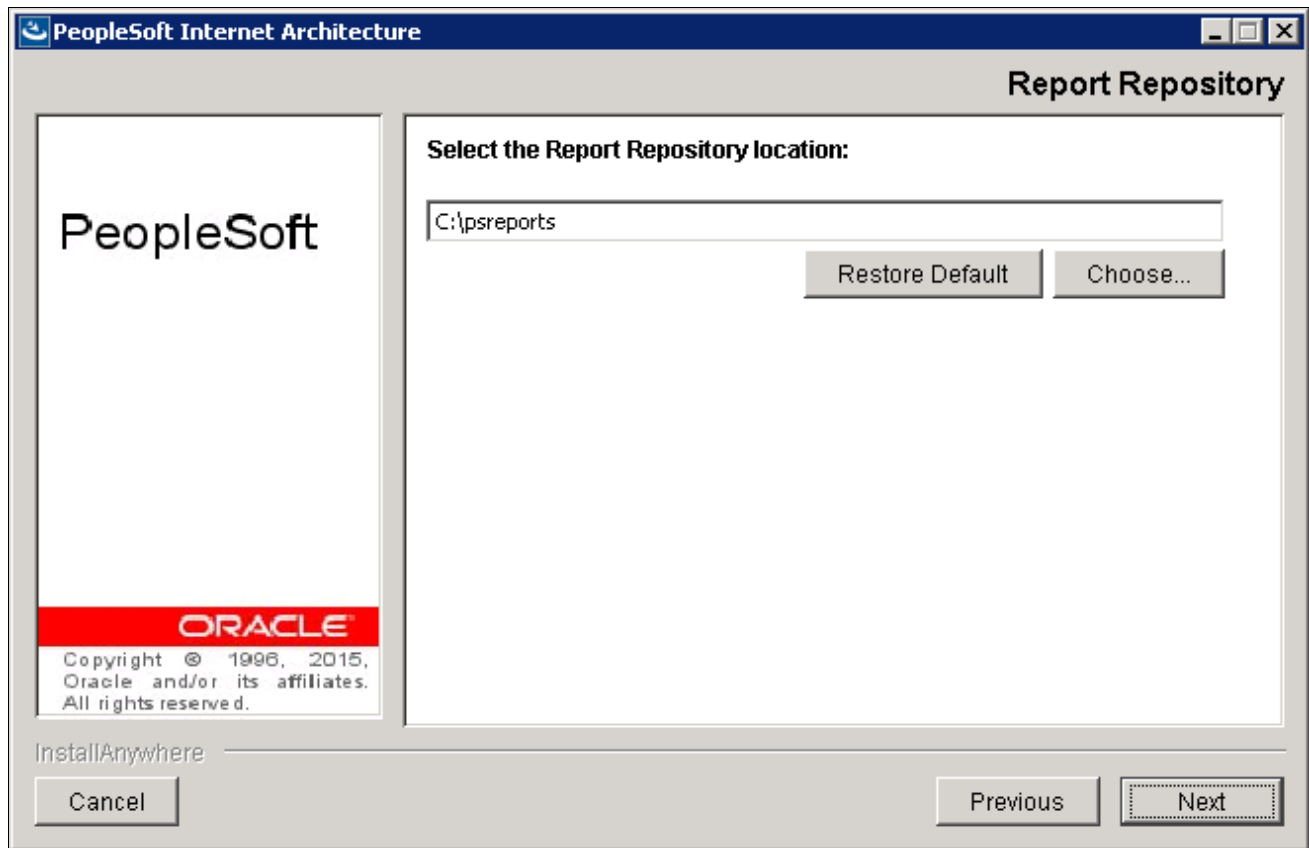 PeopleSoft Internet Architecture
Report Repository
Select the Report Repository location:
C:\psreports
Restore Default
Choose...
PeopleSoft
ORACLE
Copyright © 1996, 2015,
Oracle and/or its affiliates.
All rights reserved.
InstallAnywhere
Cancel
Previous
Next